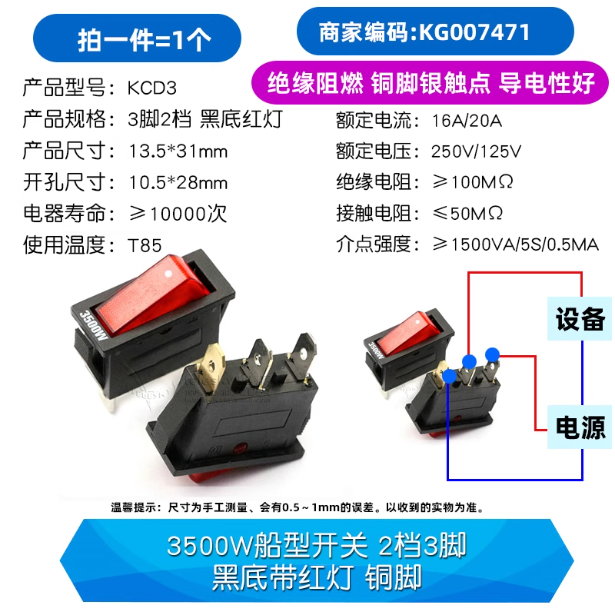 拍一件=1个
商家编码:KG007471
绝缘阻燃 铜脚银触点 导电性好
产品型号: KCD3
产品规格: 3脚2档 黑底红灯
产品尺寸: 13.5*31mm
开孔尺寸: 10.5*28mm
电器寿命: ≥10000次
使用温度: T85
额定电流: 16A/20A
额定电压: 250V/125V
绝缘电阻: ≥100MΩ
接触电阻: ≤50MΩ
介点强度: ≥1500VA/5S/0.5MA
3500W
3500W
设备
电源
温馨提示: 尺寸为手工测量、会有0.5~1mm的误差。以收到的实物为准。
3500W船型开关 2档3脚
黑底带红灯 铜脚